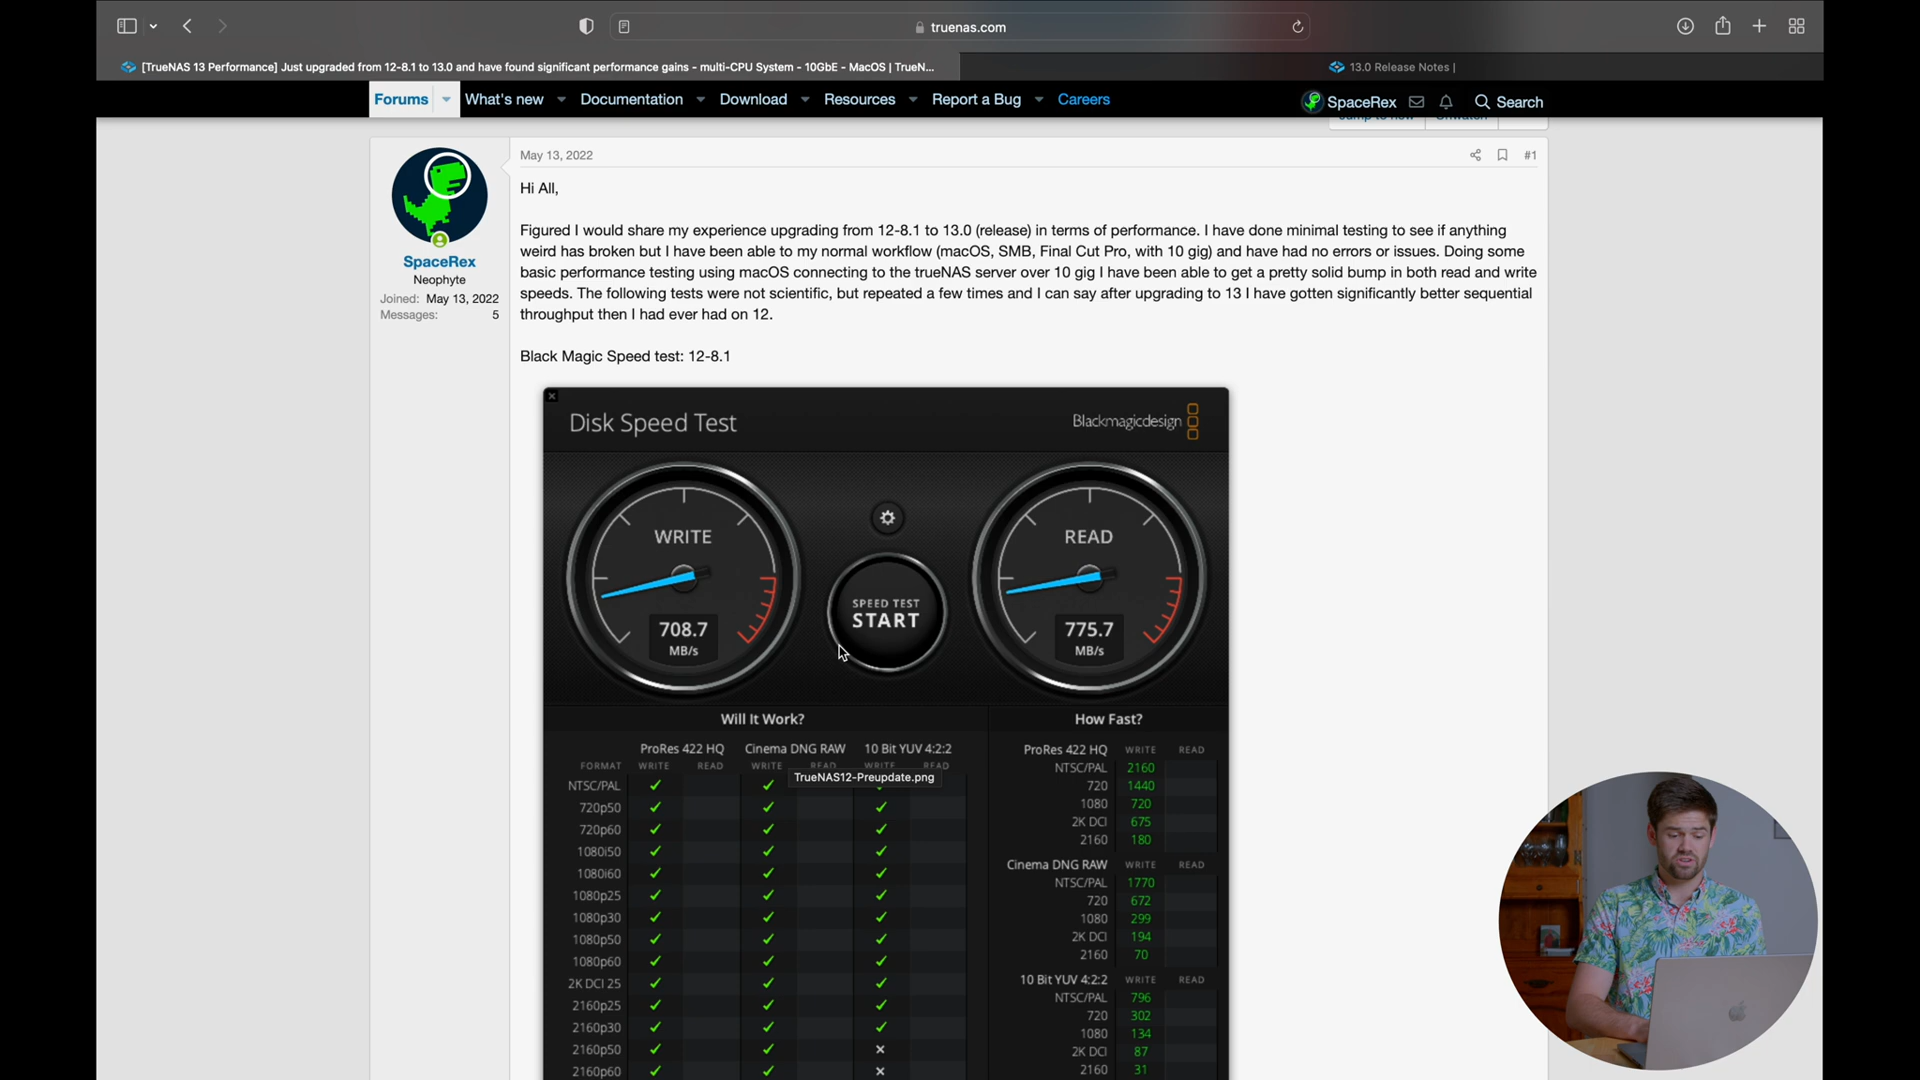 truenas.com
[TrueNAS 13 Performance] Just upgraded from 12-8.1 to 13.0 and have found significant performance gains - multi-CPU System - 10GbE - MacOS | TrueN...
13.0 Release Notes |
Forums What's new Documentation Download Resources Report a Bug Careers SpaceRex Search
Jump to new Unwatch
May 13, 2022 #1
Hi All,
Figured I would share my experience upgrading from 12-8.1 to 13.0 (release) in terms of performance. I have done minimal testing to see if anything
weird has broken but I have been able to my normal workflow (macOS, SMB, Final Cut Pro, with 10 gig) and have had no errors or issues. Doing some
basic performance testing using macOS connecting to the trueNAS server over 10 gig I have been able to get a pretty solid bump in both read and write
speeds. The following tests were not scientific, but repeated a few times and I can say after upgrading to 13 I have gotten significantly better sequential
throughput then I had ever had on 12.
SpaceRex
Neophyte
Joined: May 13, 2022
Messages: 5
Black Magic Speed test: 12-8.1
Disk Speed Test
Blackmagicdesign
WRITE
708.7
MB/s
SPEED TEST
START
READ
775.7
MB/s
Will It Work?
ProRes 422 HQ Cinema DNG RAW 10 Bit YUV 4:2:2
FORMAT WRITE READ WRITE READ WRITE READ
TrueNAS12-Preupdate.png
NTSC/PAL ✓ ✓ ✓
720p50 ✓ ✓ ✓
720p60 ✓ ✓ ✓
1080i50 ✓ ✓ ✓
1080i60 ✓ ✓ ✓
1080p25 ✓ ✓ ✓
1080p30 ✓ ✓ ✓
1080p50 ✓ ✓ ✓
1080p60 ✓ ✓ ✓
2K DCI 25 ✓ ✓ ✓
2160p25 ✓ ✓ ✓
2160p30 ✓ ✓ ✓
2160p50 ✓ ✓ ×
2160p60 ✓ ✓ ×
How Fast?
ProRes 422 HQ WRITE READ
NTSC/PAL 2160
720 1440
1080 720
2K DCI 675
2160 180
Cinema DNG RAW WRITE READ
NTSC/PAL 1770
720 672
1080 299
2K DCI 194
2160 70
10 Bit YUV 4:2:2 WRITE READ
NTSC/PAL 796
720 302
1080 134
2K DCI 87
2160 31